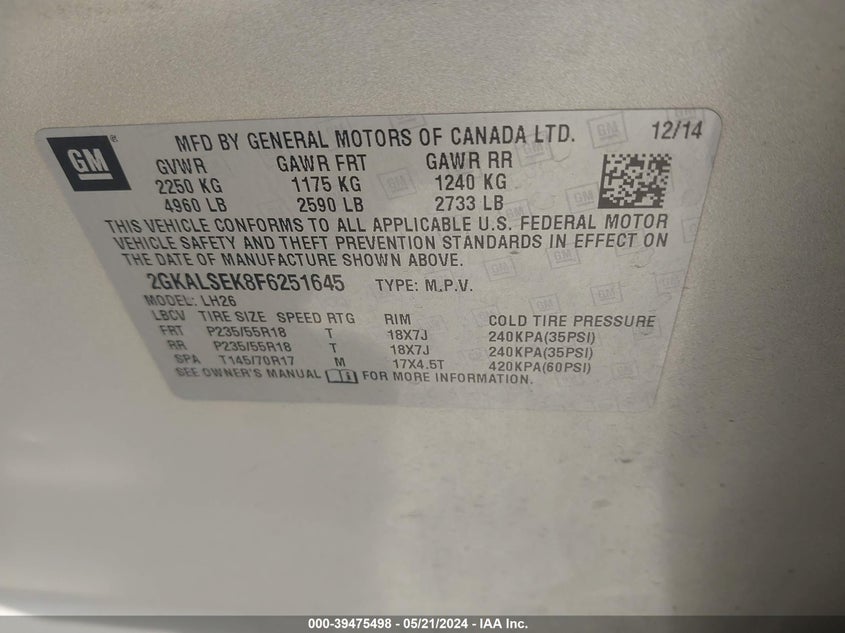 GM ®
MFD BY GENERAL MOTORS OF CANADA LTD. 12/14
GVWR GAWR FRT GAWR RR
2250 KG 1175 KG 1240 KG
4960 LB 2590 LB 2733 LB
THIS VEHICLE CONFORMS TO ALL APPLICABLE U.S. FEDERAL MOTOR
VEHICLE SAFETY AND THEFT PREVENTION STANDARDS IN EFFECT ON
THE DATE OF MANUFACTURE SHOWN ABOVE.
2GKALSEK8F6251645 TYPE: M.P.V.
MODEL: LH26
LBCV TIRE SIZE SPEED RTG RIM COLD TIRE PRESSURE
FRT P235/55R18 T 18X7J 240KPA(35PSI)
RR P235/55R18 T 18X7J 240KPA(35PSI)
SPA T145/70R17 M 17X4.5T 420KPA(60PSI)
SEE OWNER'S MANUAL FOR MORE INFORMATION.
000-39475498 - 05/21/2024 - IAA Inc.